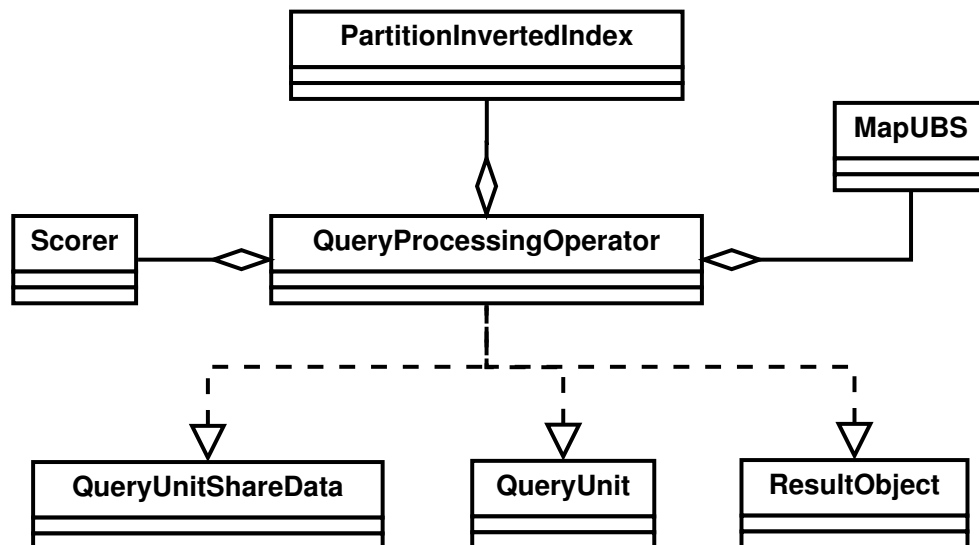 PartitionInvertedIndex
MapUBS
Scorer
QueryProcessingOperator
QueryUnitShareData
QueryUnit
ResultObject